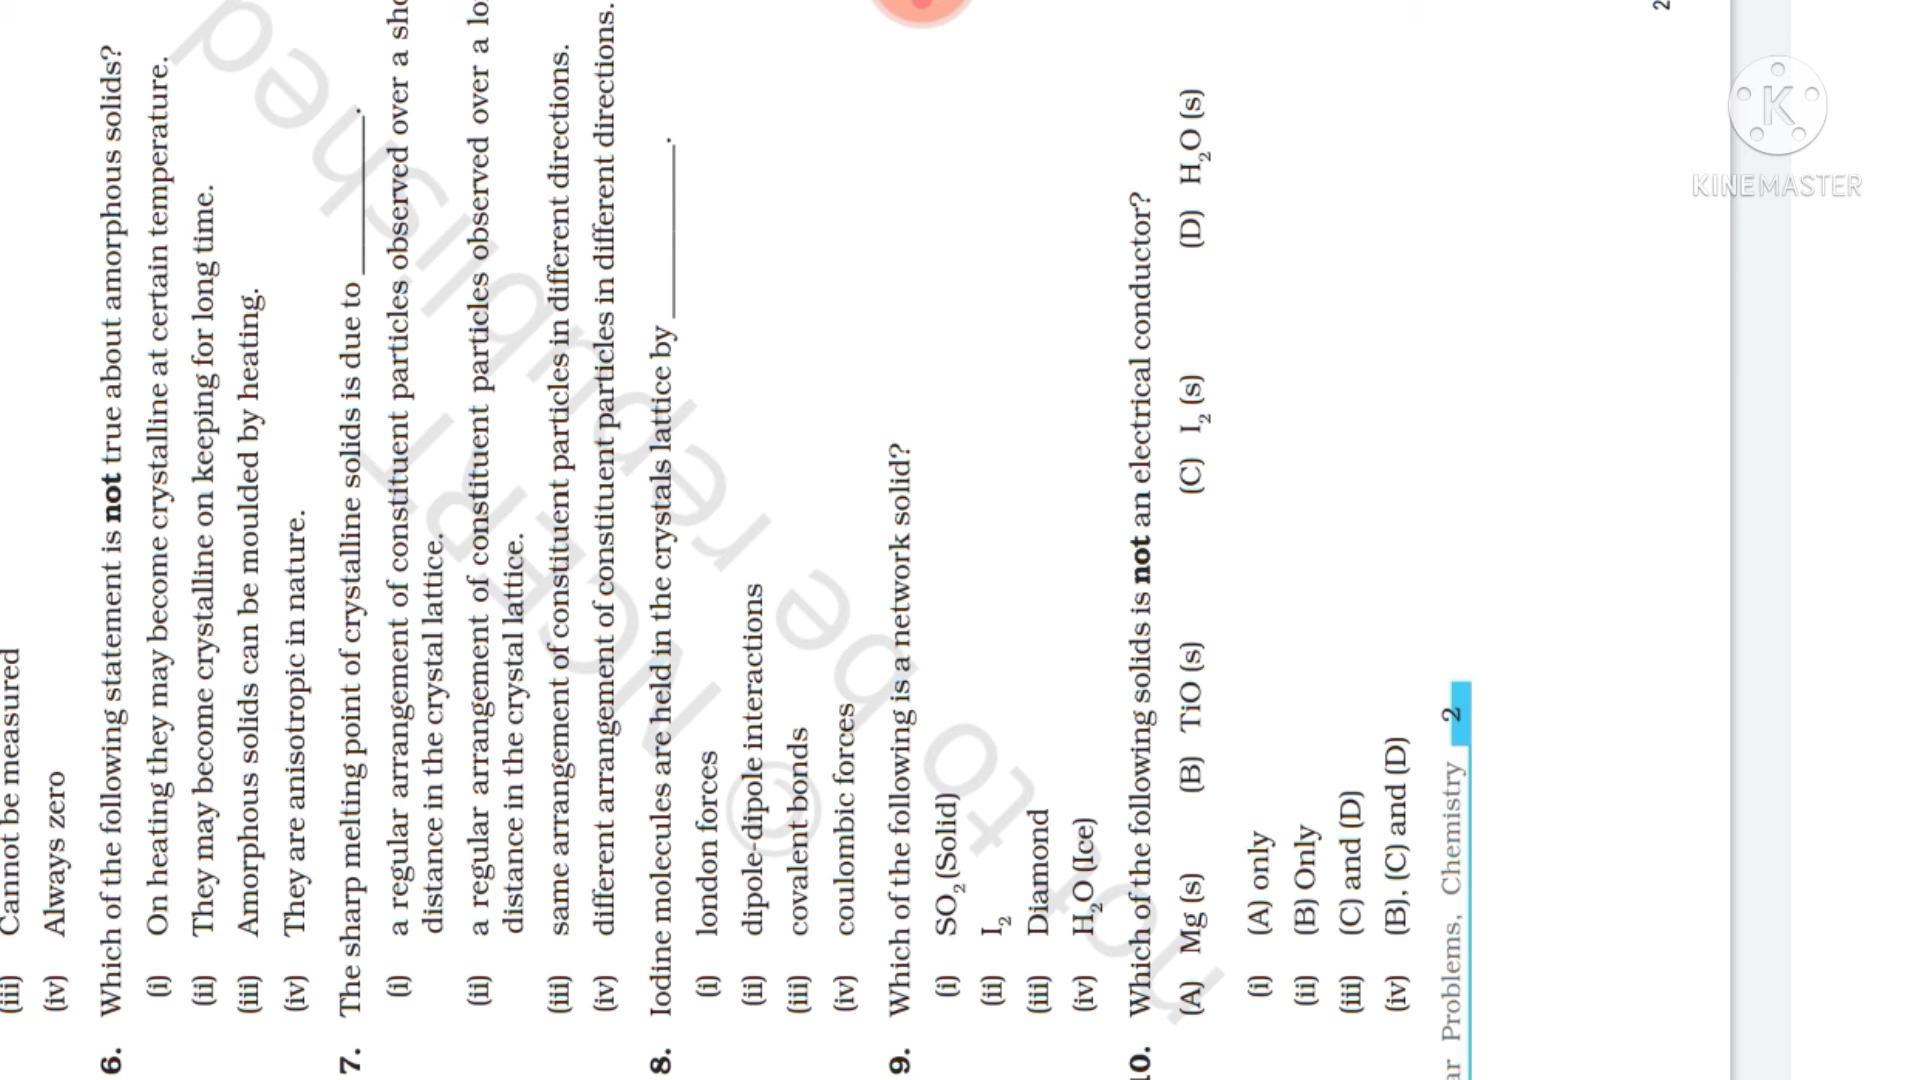 (iii) Cannot be measured
(iv) Always zero
6. Which of the following statement is not true about amorphous solids?
(i) On heating they may become crystalline at certain temperature.
(ii) They may become crystalline on keeping for long time.
(iii) Amorphous solids can be moulded by heating.
(iv) They are anisotropic in nature.
7. The sharp melting point of crystalline solids is due to ___________.
(i) a regular arrangement of constituent particles observed over a
distance in the crystal lattice.
(ii) a regular arrangement of constituent particles observed over a
distance in the crystal lattice.
(iii) same arrangement of constituent particles in different directions.
(iv) different arrangement of constituent particles in different directions.
8. Iodine molecules are held in the crystals lattice by ____________.
(i) london forces
(ii) dipole-dipole interactions
(iii) covalent bonds
(iv) coulombic forces
9. Which of the following is a network solid?
(i) SO₂ (Solid)
(ii) I₂
(iii) Diamond
(iv) H₂O (Ice)
10. Which of the following solids is not an electrical conductor?
(A) Mg (s) (B) TiO (s) (C) I₂ (s) (D) H₂O (s)
(i) (A) only
(ii) (B) Only
(iii) (C) and (D)
(iv) (B), (C) and (D)
Problems, Chemistry 2
© NCERT
not to be republished
KINEMASTER